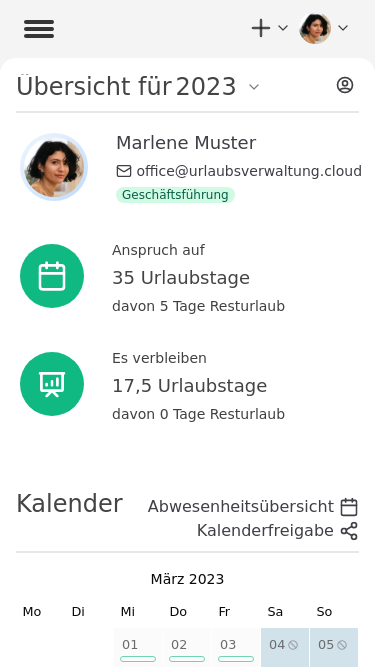 Übersicht für 2023
Marlene Muster
office@urlaubsverwaltung.cloud
Geschäftsführung
Anspruch auf
35 Urlaubstage
davon 5 Tage Resturlaub
Es verbleiben
17,5 Urlaubstage
davon 0 Tage Resturlaub
Kalender
Abwesenheitsübersicht
Kalenderfreigabe
März 2023
Mo Di Mi Do Fr Sa So
01 02 03 04 05